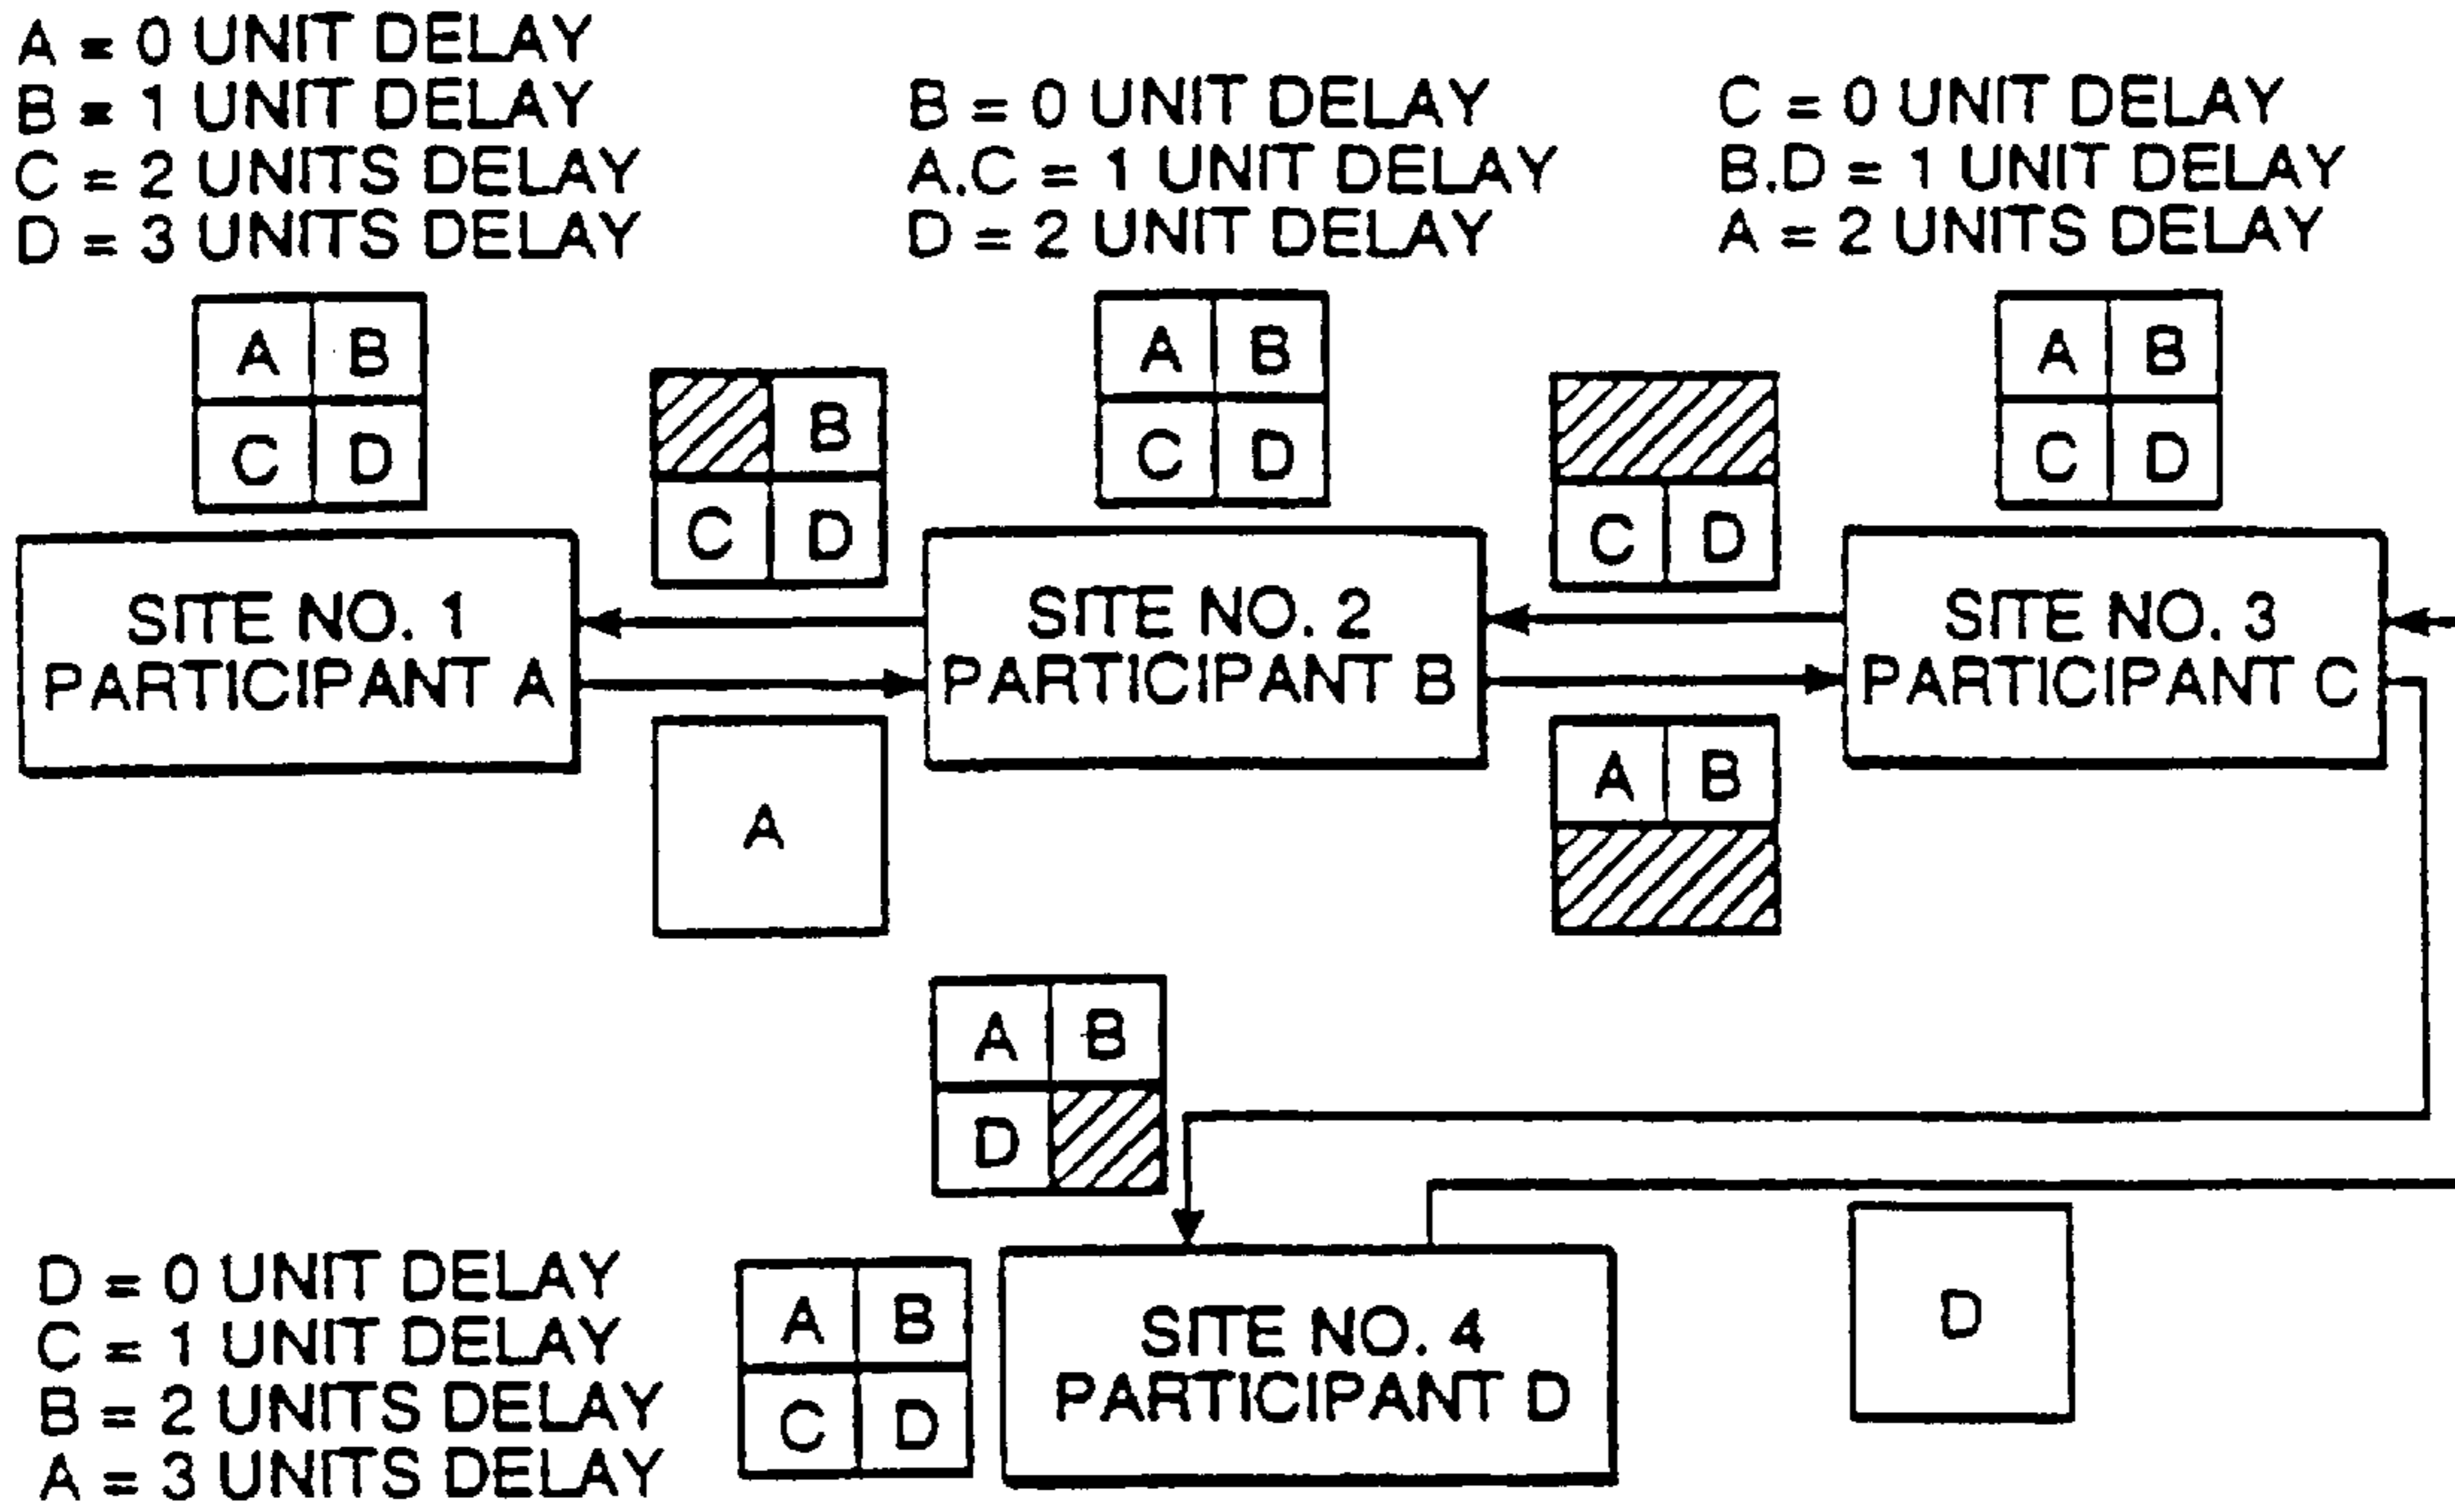 A = 0 UNIT DELAY
B = 1 UNIT DELAY
C = 2 UNITS DELAY
D = 3 UNITS DELAY
B = 0 UNIT DELAY
A.C = 1 UNIT DELAY
D = 2 UNIT DELAY
C = 0 UNIT DELAY
B.D = 1 UNIT DELAY
A = 2 UNITS DELAY
A B
C D
B
C D
A B
C D
C D
A B
C D
SITE NO. 1
PARTICIPANT A
SITE NO. 2
PARTICIPANT B
SITE NO. 3
PARTICIPANT C
A
A B
A B
D
D = 0 UNIT DELAY
C = 1 UNIT DELAY
B = 2 UNITS DELAY
A = 3 UNITS DELAY
A B
C D
SITE NO. 4
PARTICIPANT D
D